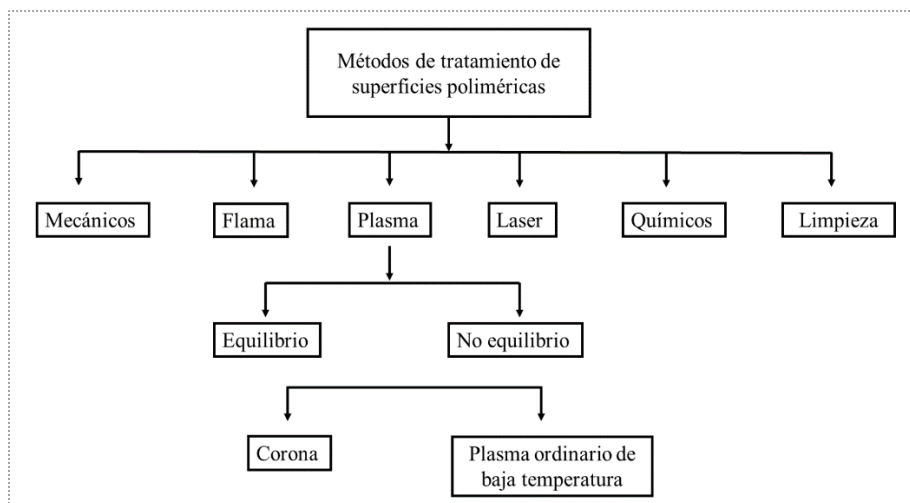 Métodos de tratamiento de
superficies poliméricas
Mecánicos
Flama
Plasma
Laser
Químicos
Limpieza
Equilibrio
No equilibrio
Corona
Plasma ordinario de
baja temperatura